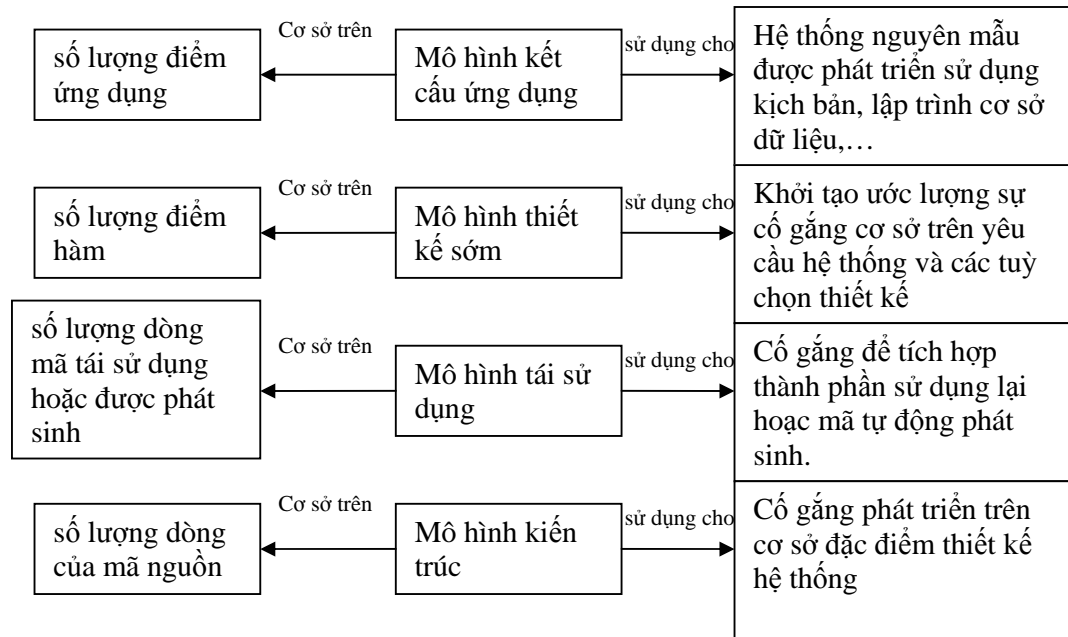 số lượng điểm
ứng dụng
Cơ sở trên
Mô hình kết
cấu ứng dụng
sử dụng cho
Hệ thống nguyên mẫu
được phát triển sử dụng
kịch bản, lập trình cơ sở
dữ liệu,…
số lượng điểm
hàm
Cơ sở trên
Mô hình thiết
kế sớm
sử dụng cho
Khởi tạo ước lượng sự
cố gắng cơ sở trên yêu
cầu hệ thống và các tuỳ
chọn thiết kế
số lượng dòng
mã tái sử dụng
hoặc được phát
sinh
Cơ sở trên
Mô hình tái sử
dụng
sử dụng cho
Cố gắng để tích hợp
thành phần sử dụng lại
hoạc mã tự động phát
sinh.
số lượng dòng
của mã nguồn
Cơ sở trên
Mô hình kiến
trúc
sử dụng cho
Cố gắng phát triển trên
cơ sở đặc điểm thiết kế
hệ thống